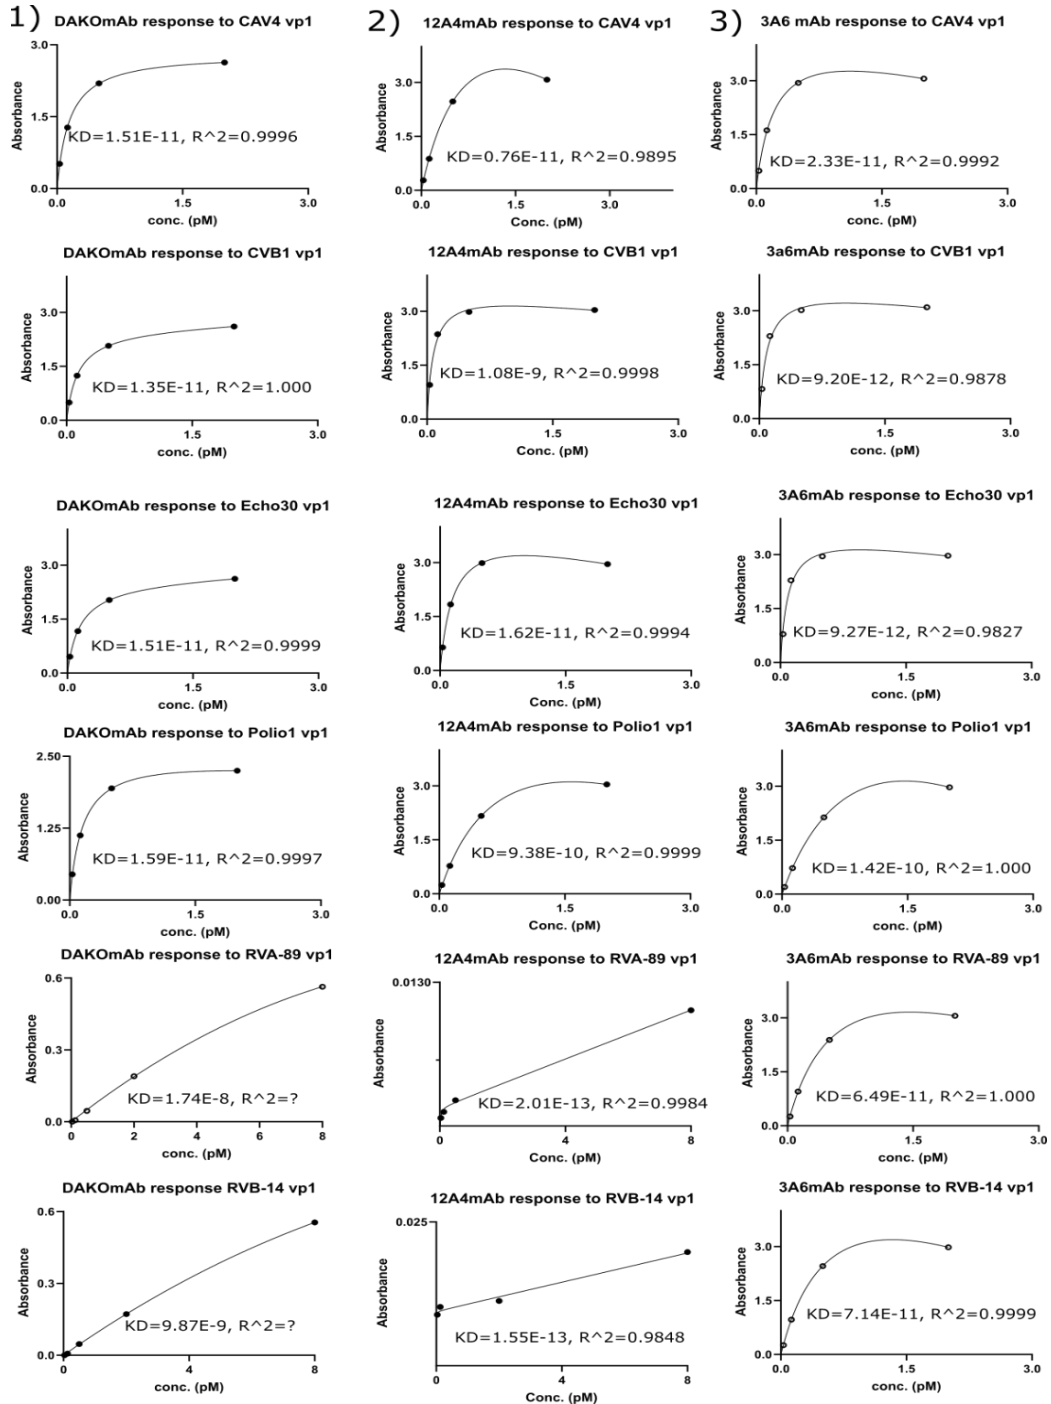 1) DAKOmAb response to CAV4 vp1
3.0
1.5
0.0
Absorbance
KD=1.51E-11, R^2=0.9996
0.0 1.5 3.0
conc. (pM)
2) 12A4mAb response to CAV4 vp1
3.0
1.5
0.0
Absorbance
KD=0.76E-11, R^2=0.9895
0.0 1.5 3.0
Conc. (pM)
3) 3A6 mAb response to CAV4 vp1
3.0
1.5
0.0
Absorbance
KD=2.33E-11, R^2=0.9992
0.0 1.5 3.0
conc. (pM)
DAKOmAb response to CVB1 vp1
3.0
1.5
0.0
Absorbance
KD=1.35E-11, R^2=1.000
0.0 1.5 3.0
conc. (pM)
12A4mAb response to CVB1 vp1
3.0
1.5
0.0
Absorbance
KD=1.08E-9, R^2=0.9998
0.0 1.5 3.0
Conc. (pM)
3a6mAb response to CVB1 vp1
3.0
1.5
0.0
Absorbance
KD=9.20E-12, R^2=0.9878
0.0 1.5 3.0
conc. (pM)
DAKOmAb response to Echo30 vp1
3.0
1.5
0.0
Absorbance
KD=1.51E-11, R^2=0.9999
0.0 1.5 3.0
conc. (pM)
12A4mAb response to Echo30 vp1
3.0
1.5
0.0
Absorbance
KD=1.62E-11, R^2=0.9994
0.0 1.5 3.0
Conc. (pM)
3A6mAb response to Echo30 vp1
3.0
1.5
0.0
Absorbance
KD=9.27E-12, R^2=0.9827
0.0 1.5 3.0
conc. (pM)
DAKOmAb response to Polio1 vp1
2.50
1.25
0.00
Absorbance
KD=1.59E-11, R^2=0.9997
0.0 1.5 3.0
conc. (pM)
12A4mAb response to Polio1 vp1
3.0
1.5
0.0
Absorbance
KD=9.38E-10, R^2=0.9999
0.0 1.5 3.0
Conc. (pM)
3A6mAb response to Polio1 vp1
3.0
1.5
0.0
Absorbance
KD=1.42E-10, R^2=1.000
0.0 1.5 3.0
conc. (pM)
DAKOmAb response to RVA-89 vp1
0.6
0.3
0.0
Absorbance
KD=1.74E-8, R^2=?
0 2 4 6 8
conc. (pM)
12A4mAb response to RVA-89 vp1
0.0130
Absorbance
KD=2.01E-13, R^2=0.9984
0 4 8
Conc. (pM)
3A6mAb response to RVA-89 vp1
3.0
1.5
0.0
Absorbance
KD=6.49E-11, R^2=1.000
0.0 1.5 3.0
conc. (pM)
DAKOmAb response RVB-14 vp1
0.6
0.3
0.0
Absorbance
KD=9.87E-9, R^2=?
0 4 8
conc. (pM)
12A4mAb response to RVB-14 vp1
0.025
Absorbance
KD=1.55E-13, R^2=0.9848
0 4 8
Conc. (pM)
3A6mAb response to RVB-14 vp1
3.0
1.5
0.0
Absorbance
KD=7.14E-11, R^2=0.9999
0.0 1.5 3.0
conc. (pM)